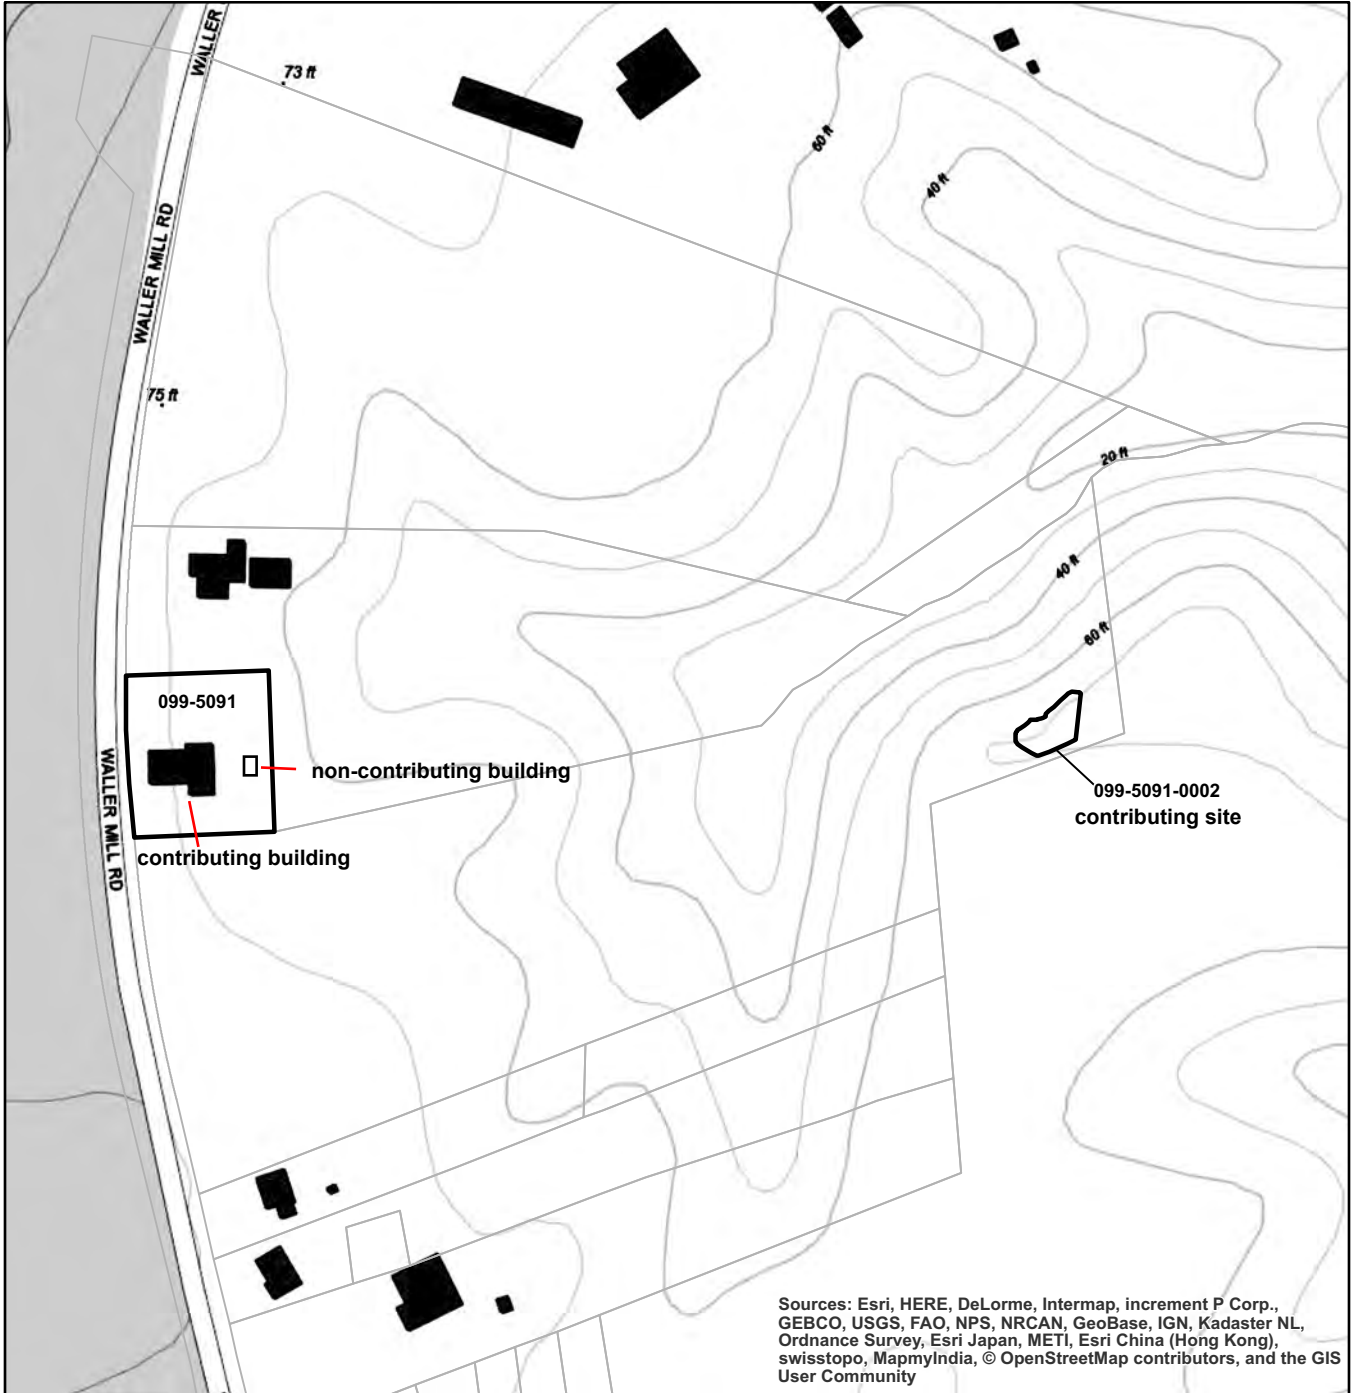 WALLER
73 ft
60 ft
40 ft
WALLER MILL RD
75 ft
20 ft
40 ft
60 ft
099-5091
WALLER MILL RD
non-contributing building
contributing building
099-5091-0002
contributing site
Sources: Esri, HERE, DeLorme, Intermap, increment P Corp.,
GEBCO, USGS, FAO, NPS, NRCAN, GeoBase, IGN, Kadaster NL,
Ordnance Survey, Esri Japan, METI, Esri China (Hong Kong),
swisstopo, MapmyIndia, © OpenStreetMap contributors, and the GIS
User Community